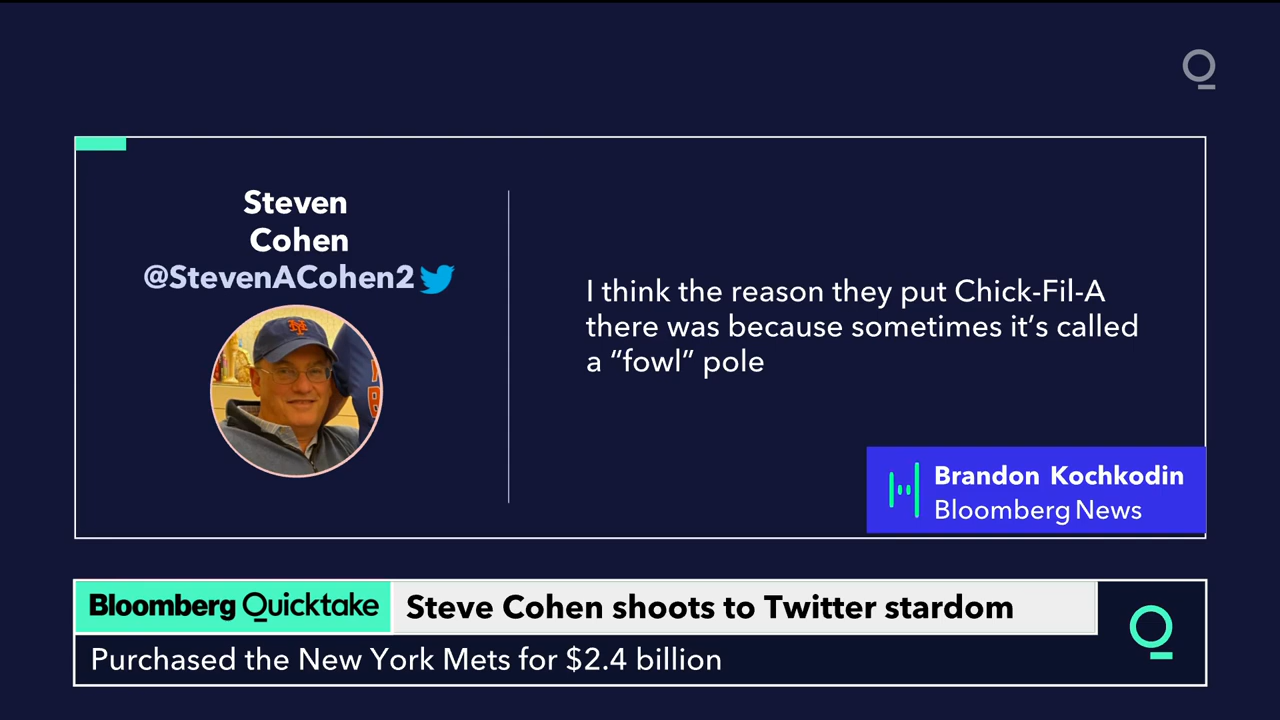 Steven
Cohen
@StevenACohen2
I think the reason they put Chick-Fil-A
there was because sometimes it’s called
a “fowl” pole
Brandon Kochkodin
Bloomberg News
Bloomberg Quicktake
Steve Cohen shoots to Twitter stardom
Purchased the New York Mets for $2.4 billion